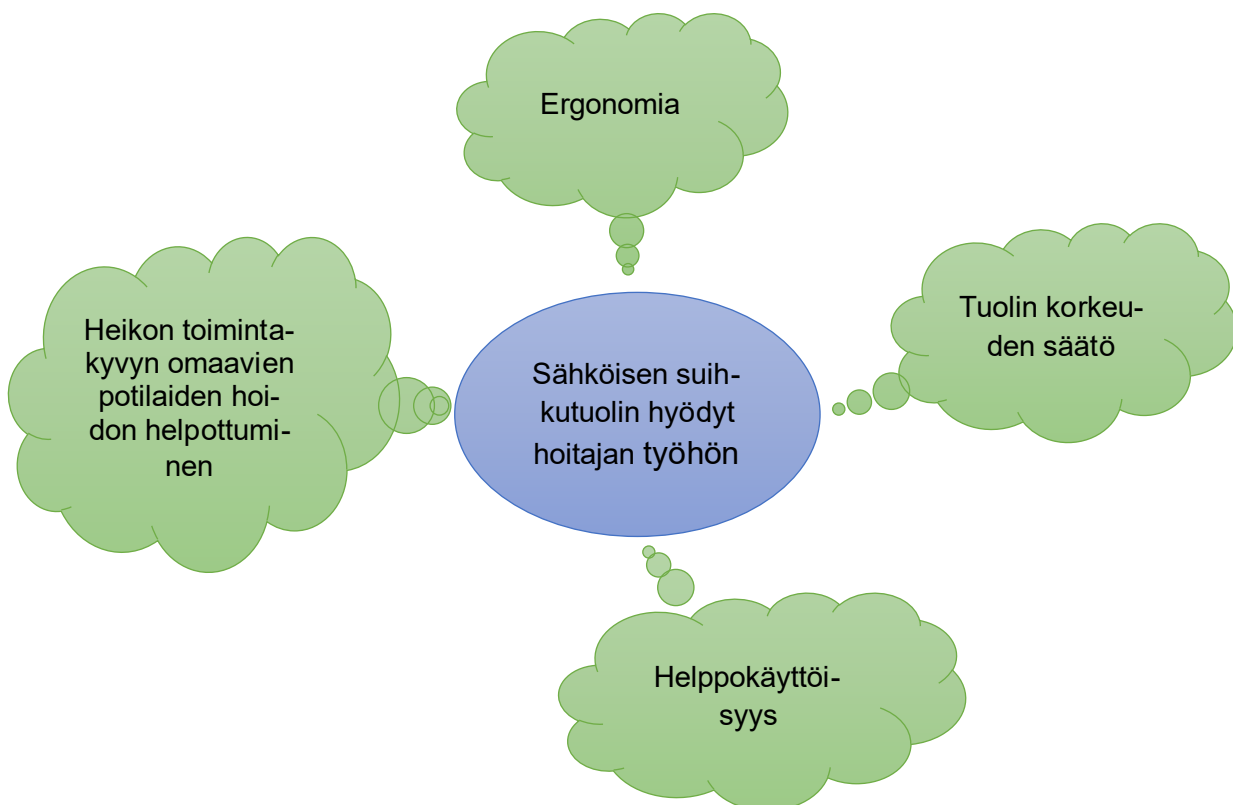 Ergonomia
Tuolin korkeu-
den säätö
Heikon toiminta-
kyvyn omaavien
potilaiden hoi-
don helpottumi-
nen
Sähköisen suih-
kutuolin hyödyt
hoitajan työhön
Helppokäyttöi-
syys